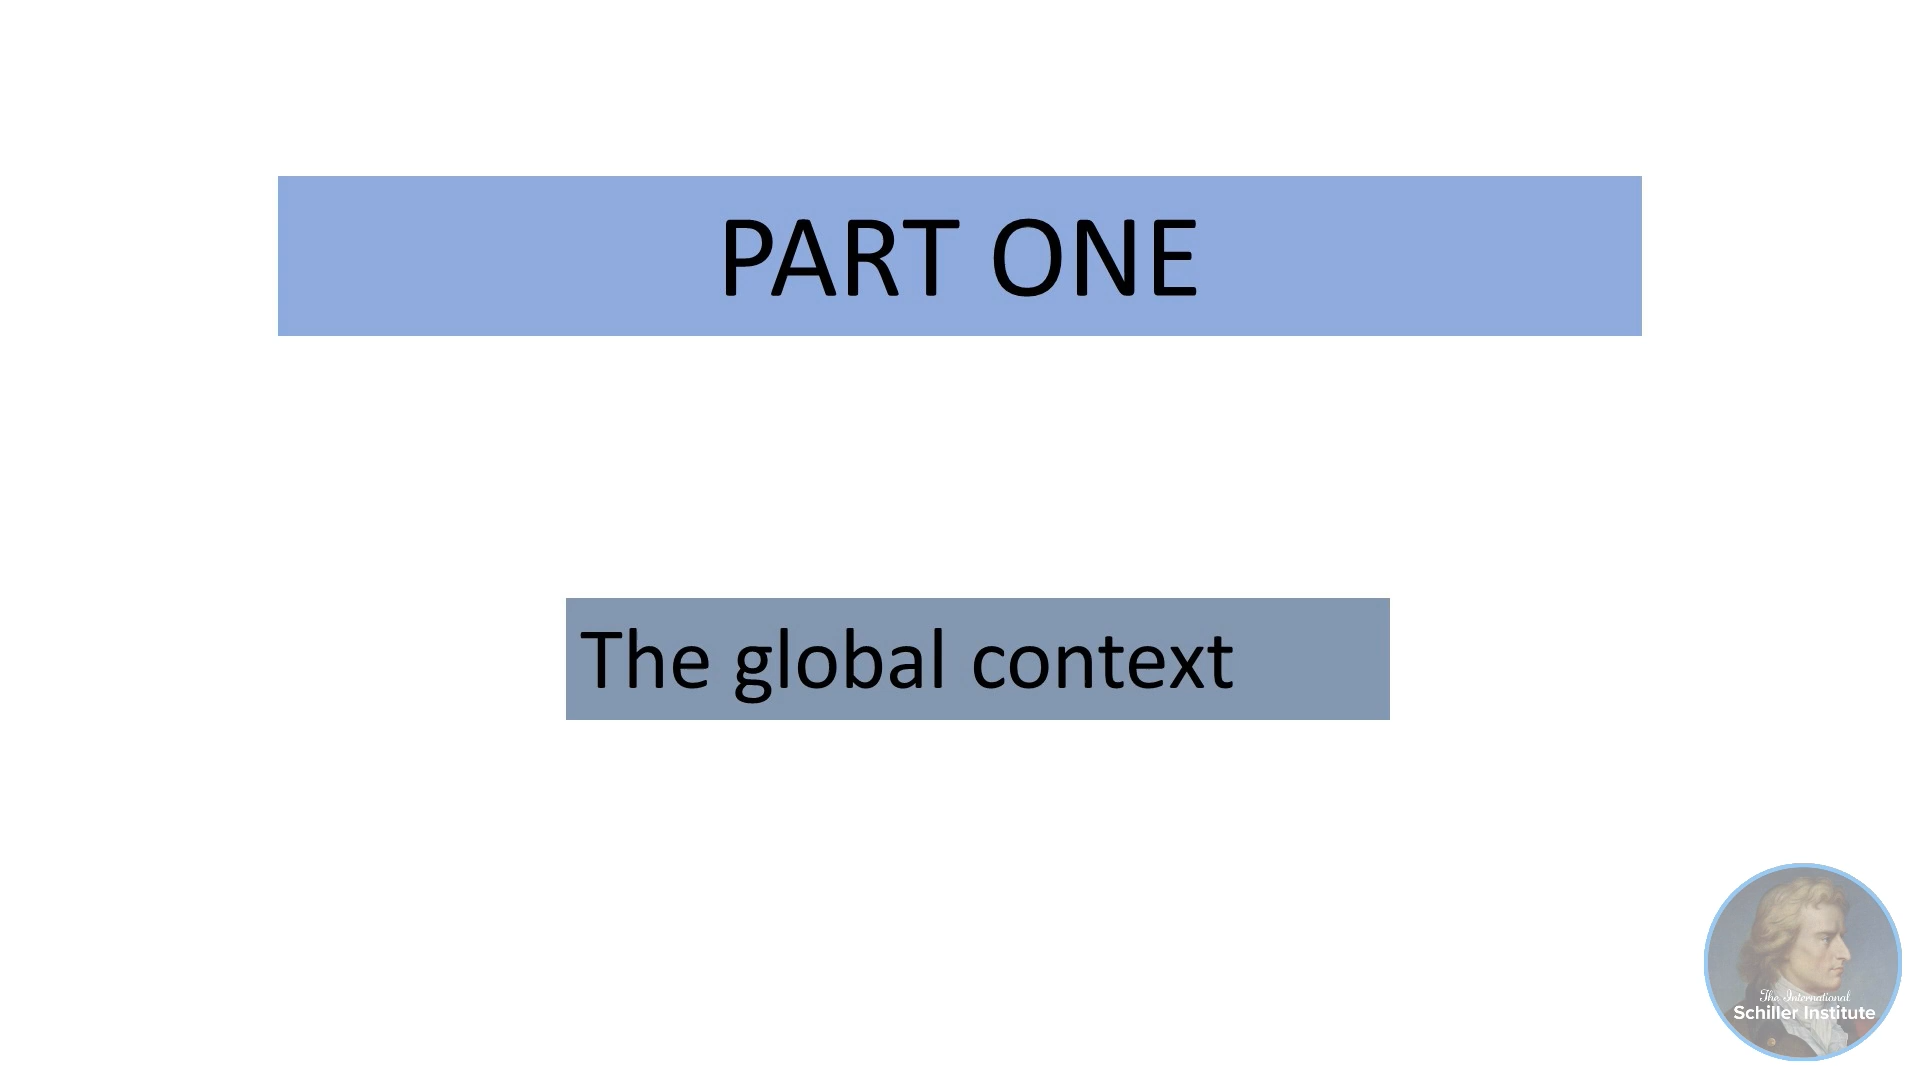 PART ONE
The global context
The International
Schiller Institute